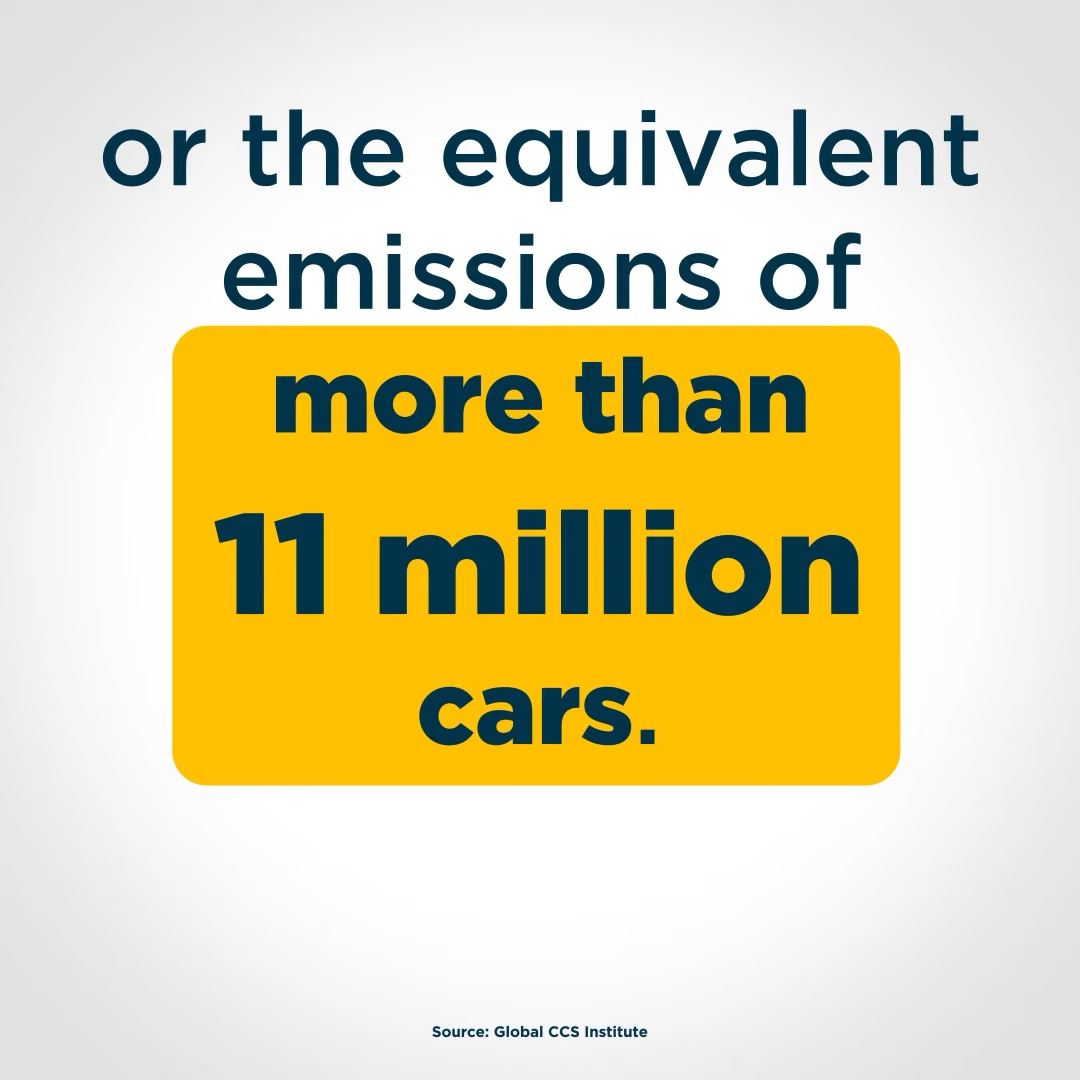 or the equivalent
emissions of
more than
11 million
cars.
Source: Global CCS Institute